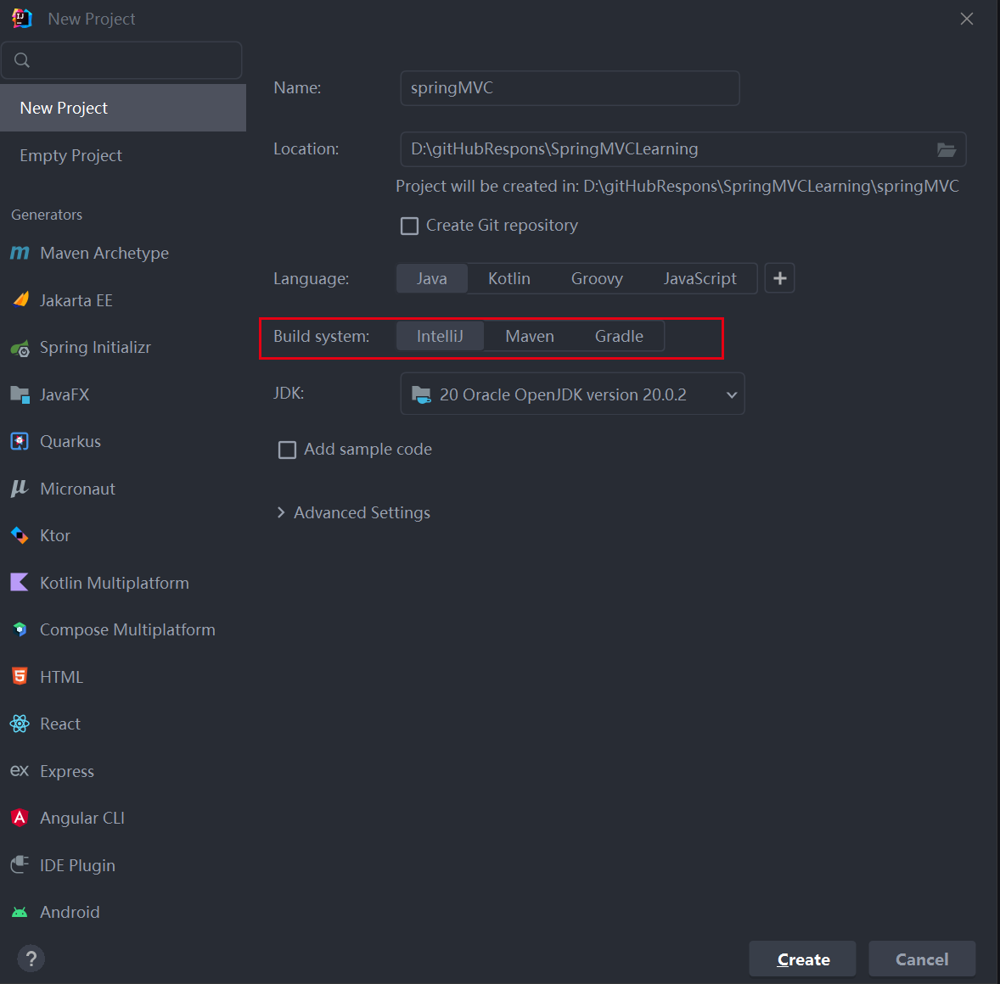 New Project
New Project
Empty Project
Generators
Maven Archetype
Jakarta EE
Spring Initializr
JavaFX
Quarkus
Micronaut
Ktor
Kotlin Multiplatform
Compose Multiplatform
HTML
React
Express
Angular CLI
IDE Plugin
Android
Name: springMVC
Location: D:\gitHubRespons\SpringMVCLearning
Project will be created in: D:\gitHubRespons\SpringMVCLearning\springMVC
Create Git repository
Language: Java Kotlin Groovy JavaScript +
Build system: IntelliJ Maven Gradle
JDK: 20 Oracle OpenJDK version 20.0.2
Add sample code
Advanced Settings
? Create Cancel